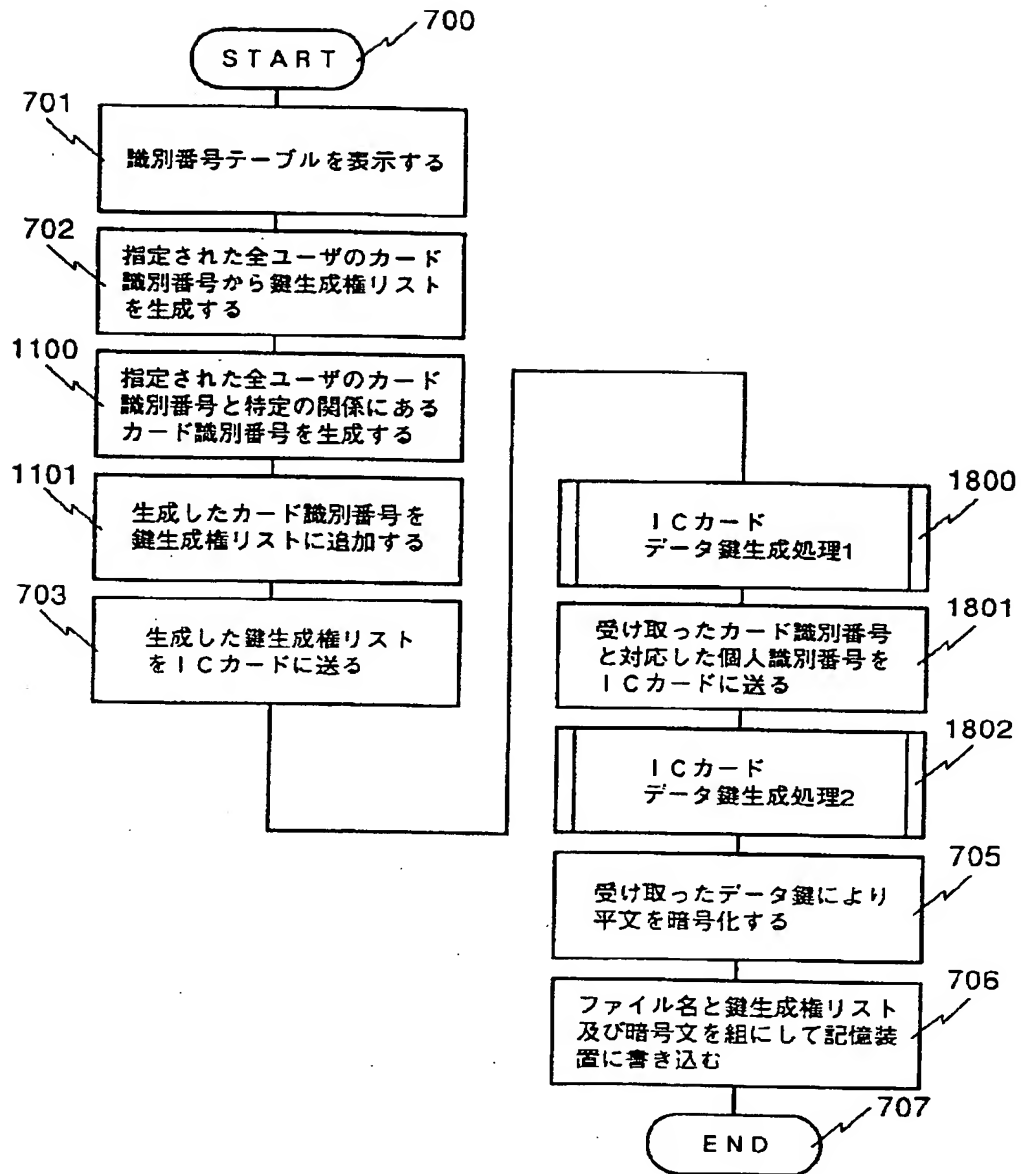 700
START
701
識別番号テーブルを表示する
702
指定された全ユーザのカード
識別番号から鍵生成権リスト
を生成する
1100
指定された全ユーザのカード
識別番号と特定の関係にある
カード識別番号を生成する
1101
生成したカード識別番号を
鍵生成権リストに追加する
703
生成した鍵生成権リスト
をICカードに送る
1800
ICカード
データ鍵生成処理1
1801
受け取ったカード識別番号
と対応した個人識別番号を
ICカードに送る
1802
ICカード
データ鍵生成処理2
705
受け取ったデータ鍵により
平文を暗号化する
706
ファイル名と鍵生成権リスト
及び暗号文を組にして記憶装
置に書き込む
707
END